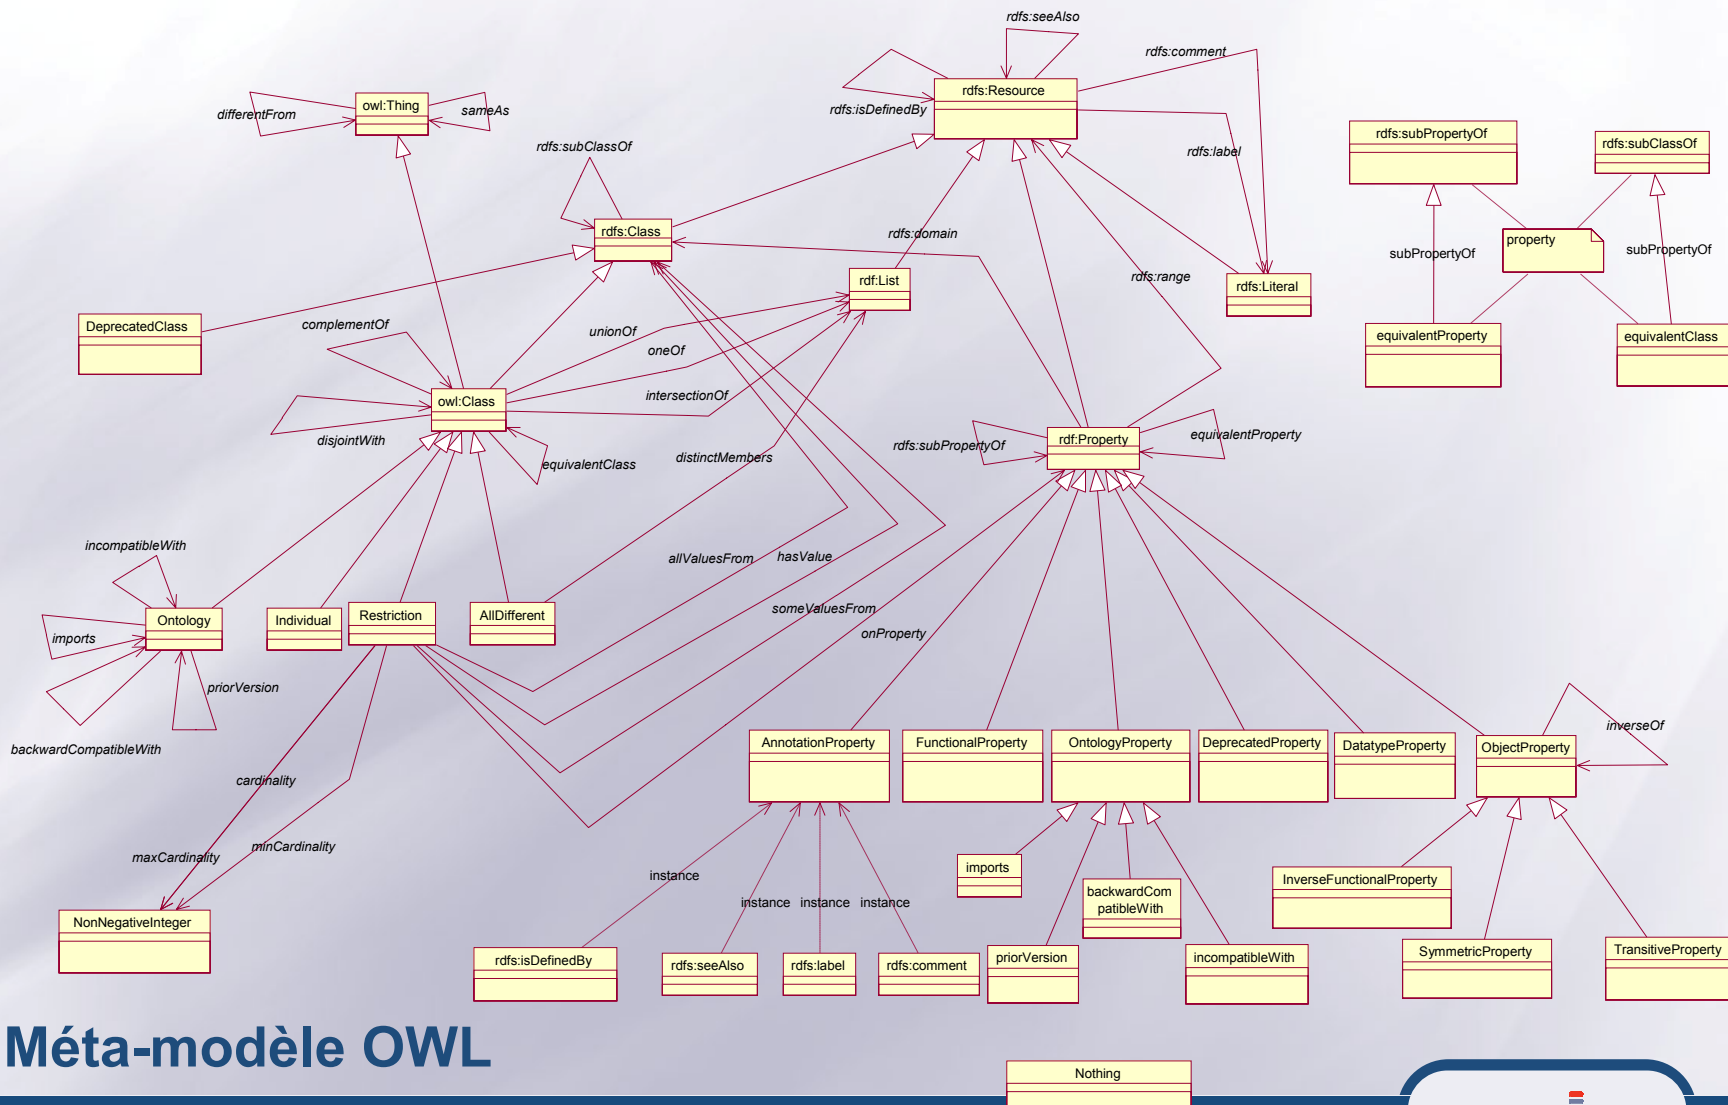 rdfs:seeAlso
rdfs:comment
owl:Thing
differentFrom
sameAs
rdfs:Resource
rdfs:isDefinedBy
rdfs:label
rdfs:subPropertyOf
rdfs:subClassOf
rdfs:subClassOf
rdfs:Class
rdfs:domain
property
subPropertyOf
subPropertyOf
rdf:List
rdfs:range
rdfs:Literal
DeprecatedClass
complementOf
unionOf
oneOf
equivalentProperty
equivalentClass
owl:Class
intersectionOf
disjointWith
equivalentClass
distinctMembers
rdfs:subPropertyOf
rdf:Property
equivalentProperty
incompatibleWith
allValuesFrom
hasValue
someValuesFrom
onProperty
Ontology
Individual
Restriction
AllDifferent
imports
priorVersion
backwardCompatibleWith
inverseOf
AnnotationProperty
FunctionalProperty
OntologyProperty
DeprecatedProperty
DatatypeProperty
ObjectProperty
cardinality
maxCardinality
minCardinality
instance
instance
instance
instance
imports
backwardCom
patibleWith
InverseFunctionalProperty
NonNegativeInteger
rdfs:isDefinedBy
rdfs:seeAlso
rdfs:label
rdfs:comment
priorVersion
incompatibleWith
SymmetricProperty
TransitiveProperty
Méta-modèle OWL
Nothing